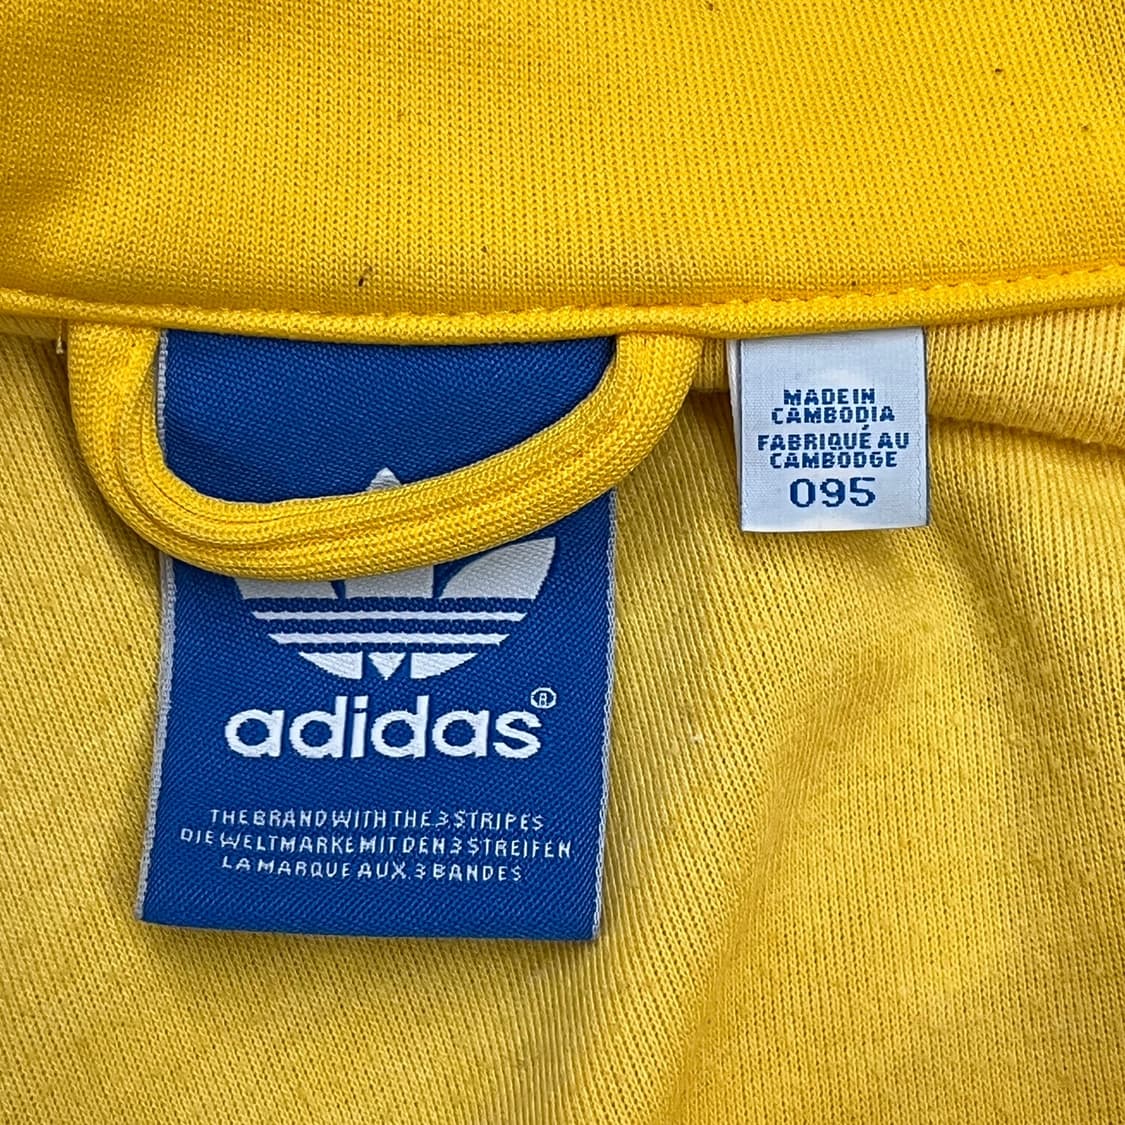 adidas®
THE BRAND WITH THE 3 STRIPES
DIE WELTMARKE MIT DEN 3 STREIFEN
LA MARQUE AUX 3 BANDES
MADE IN
CAMBODIA
FABRIQUÉ AU
CAMBODGE
095